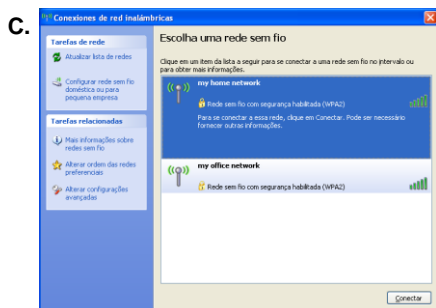 C.
Conexiones de red inalámbricas
Tarefas de rede
Atualizar lista de redes
Configurar rede sem fio
doméstica ou para
pequena empresa
Tarefas relacionadas
Mais informações sobre
redes sem fio
Alterar ordem das redes
preferenciais
Alterar configurações
avançadas
Escolha uma rede sem fio
Clique em um item da lista a seguir para se conectar a uma rede sem fio no intervalo ou
para obter mais informações.
my home network
Rede sem fio com segurança habilitada (WPA2)
Para se conectar a essa rede, clique em Conectar. Pode ser necessário
fornecer outras informações.
my office network
Rede sem fio com segurança habilitada (WPA2)
Conectar